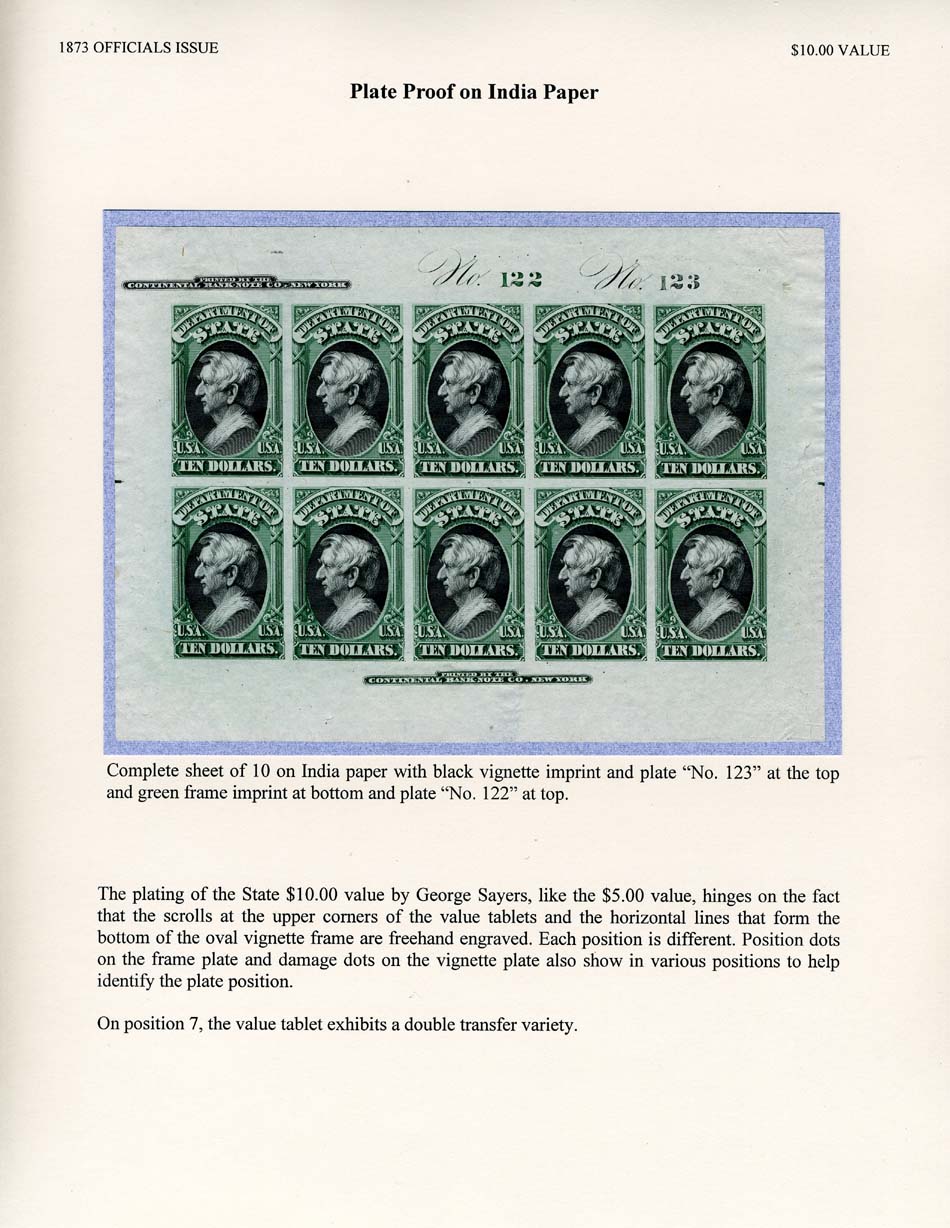 1873 OFFICIALS ISSUE
$10.00 VALUE
Plate Proof on India Paper
No. 122 No. 123
PRINTED BY THE
CONTINENTAL BANK NOTE CO. NEW YORK
DEPARTMENT OF DEPARTMENT OF DEPARTMENT OF DEPARTMENT OF DEPARTMENT OF
STATE STATE STATE STATE STATE
U.S.A. U.S.A. U.S.A. U.S.A. U.S.A. U.S.A. U.S.A. U.S.A. U.S.A. U.S.A.
TEN DOLLARS. TEN DOLLARS. TEN DOLLARS. TEN DOLLARS. TEN DOLLARS.
DEPARTMENT OF DEPARTMENT OF DEPARTMENT OF DEPARTMENT OF DEPARTMENT OF
STATE STATE STATE STATE STATE
U.S.A. U.S.A. U.S.A. U.S.A. U.S.A. U.S.A. U.S.A. U.S.A. U.S.A. U.S.A.
TEN DOLLARS. TEN DOLLARS. TEN DOLLARS. TEN DOLLARS. TEN DOLLARS.
PRINTED BY THE
CONTINENTAL BANK NOTE CO. NEW YORK
Complete sheet of 10 on India paper with black vignette imprint and plate “No. 123” at the top
and green frame imprint at bottom and plate “No. 122” at top.
The plating of the State $10.00 value by George Sayers, like the $5.00 value, hinges on the fact
that the scrolls at the upper corners of the value tablets and the horizontal lines that form the
bottom of the oval vignette frame are freehand engraved. Each position is different. Position dots
on the frame plate and damage dots on the vignette plate also show in various positions to help
identify the plate position.
On position 7, the value tablet exhibits a double transfer variety.